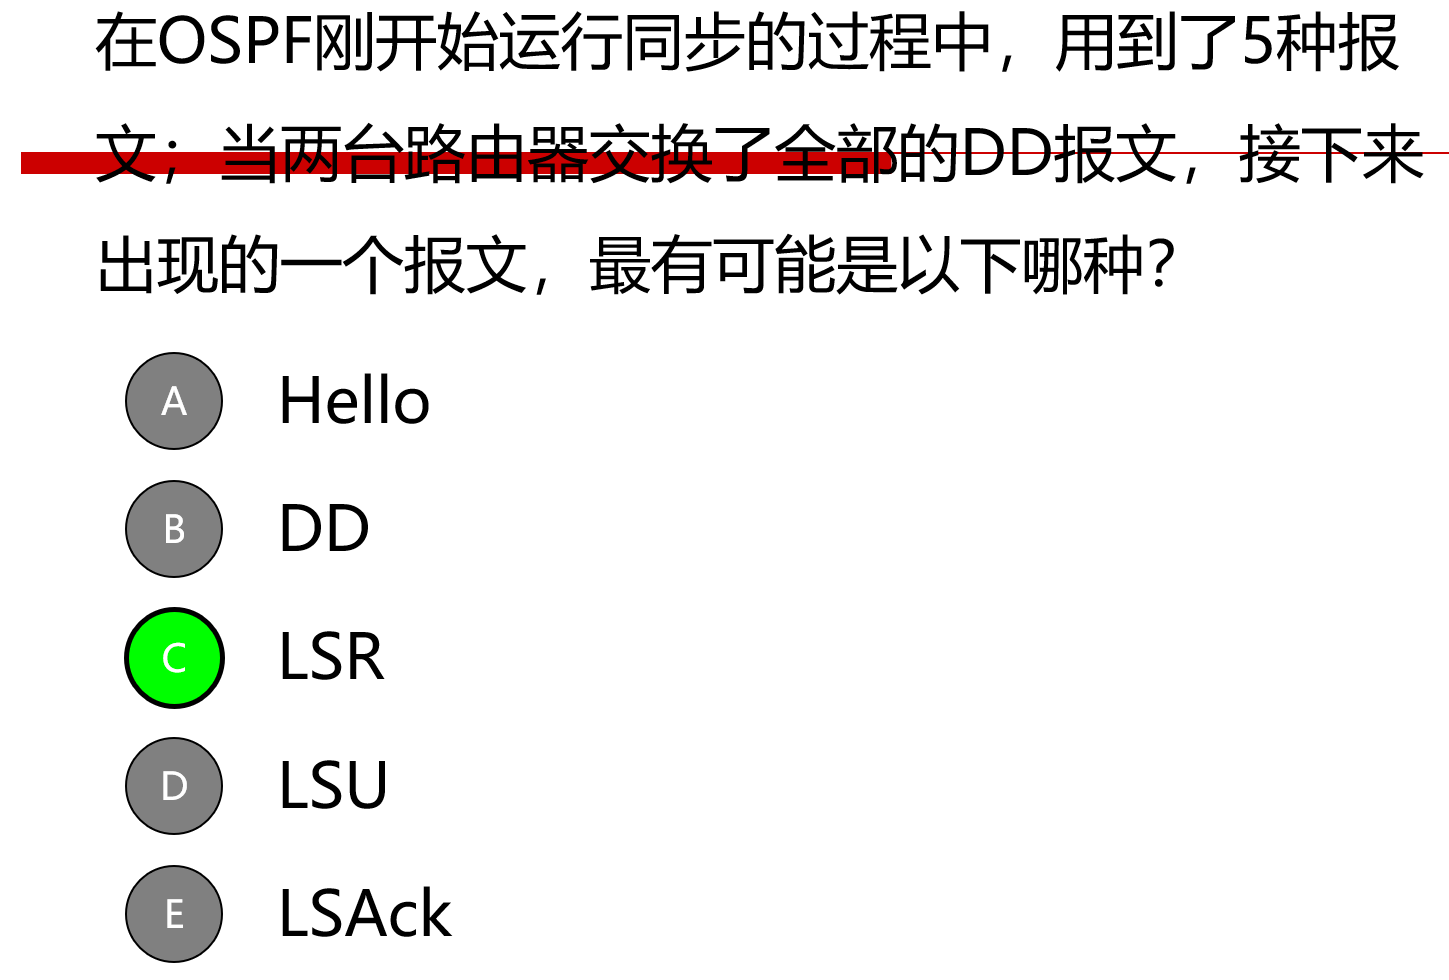 在OSPF刚开始运行同步的过程中，用到了5种报
文；当两台路由器交换了全部的DD报文，接下来
出现的一个报文，最有可能是以下哪种？
A Hello
B DD
C LSR
D LSU
E LSAck